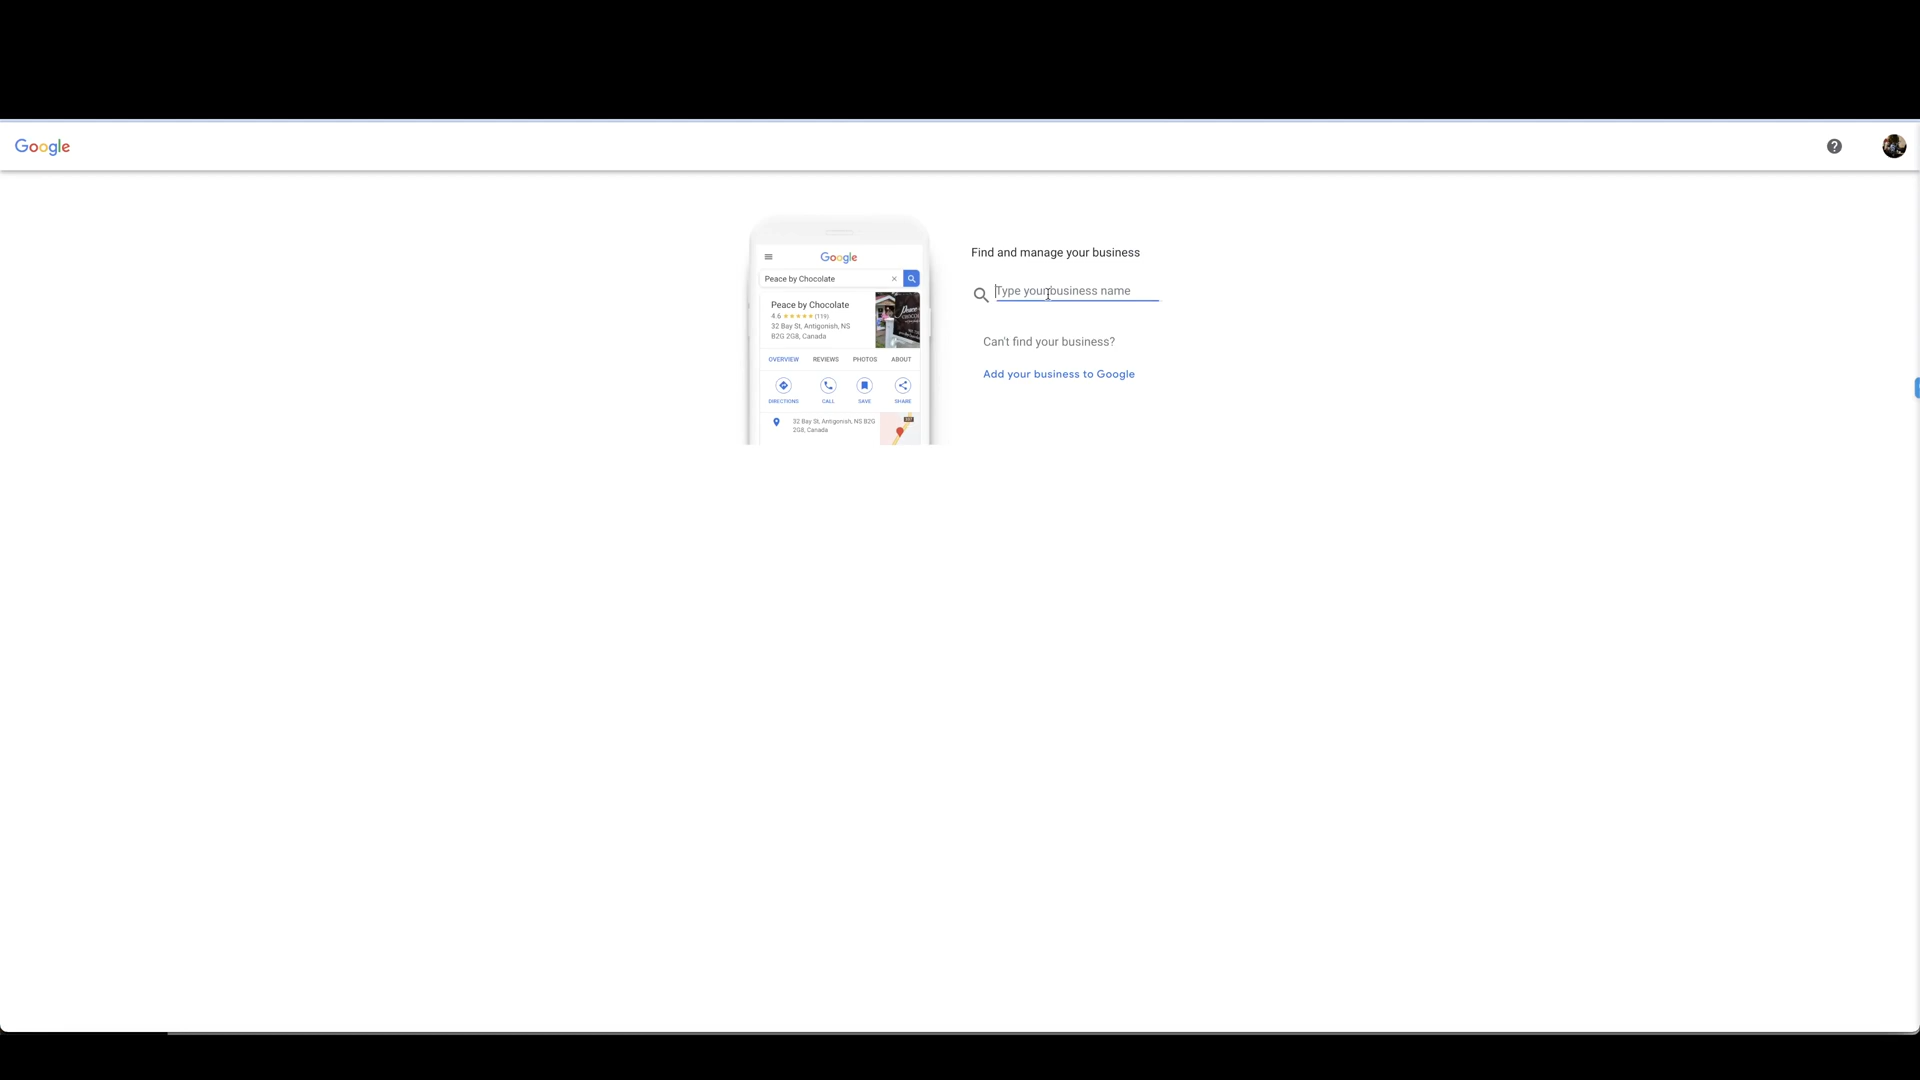 Google
Google
Peace by Chocolate
Peace by Chocolate
4.6 ★★★★★ (119)
32 Bay St, Antigonish, NS
B2G 2G8, Canada
OVERVIEW REVIEWS PHOTOS ABOUT
DIRECTIONS CALL SAVE SHARE
32 Bay St, Antigonish, NS B2G
2G8, Canada
Find and manage your business
Type your business name
Can't find your business?
Add your business to Google